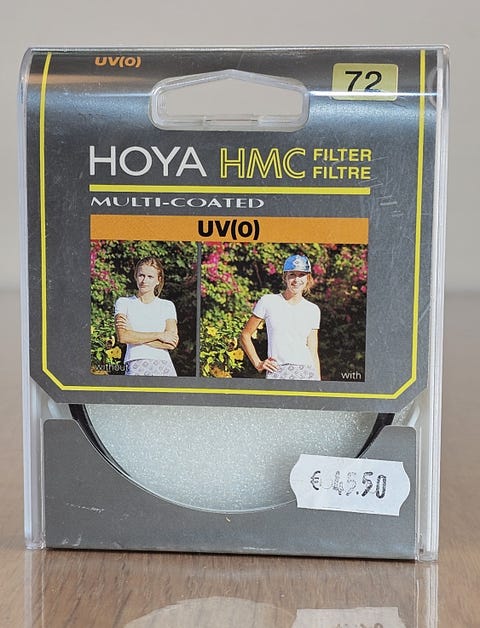 UV(0)
72
HOYA HMC FILTER
FILTRE
MULTI-COATED
UV(0)
without
with
€ 45.50